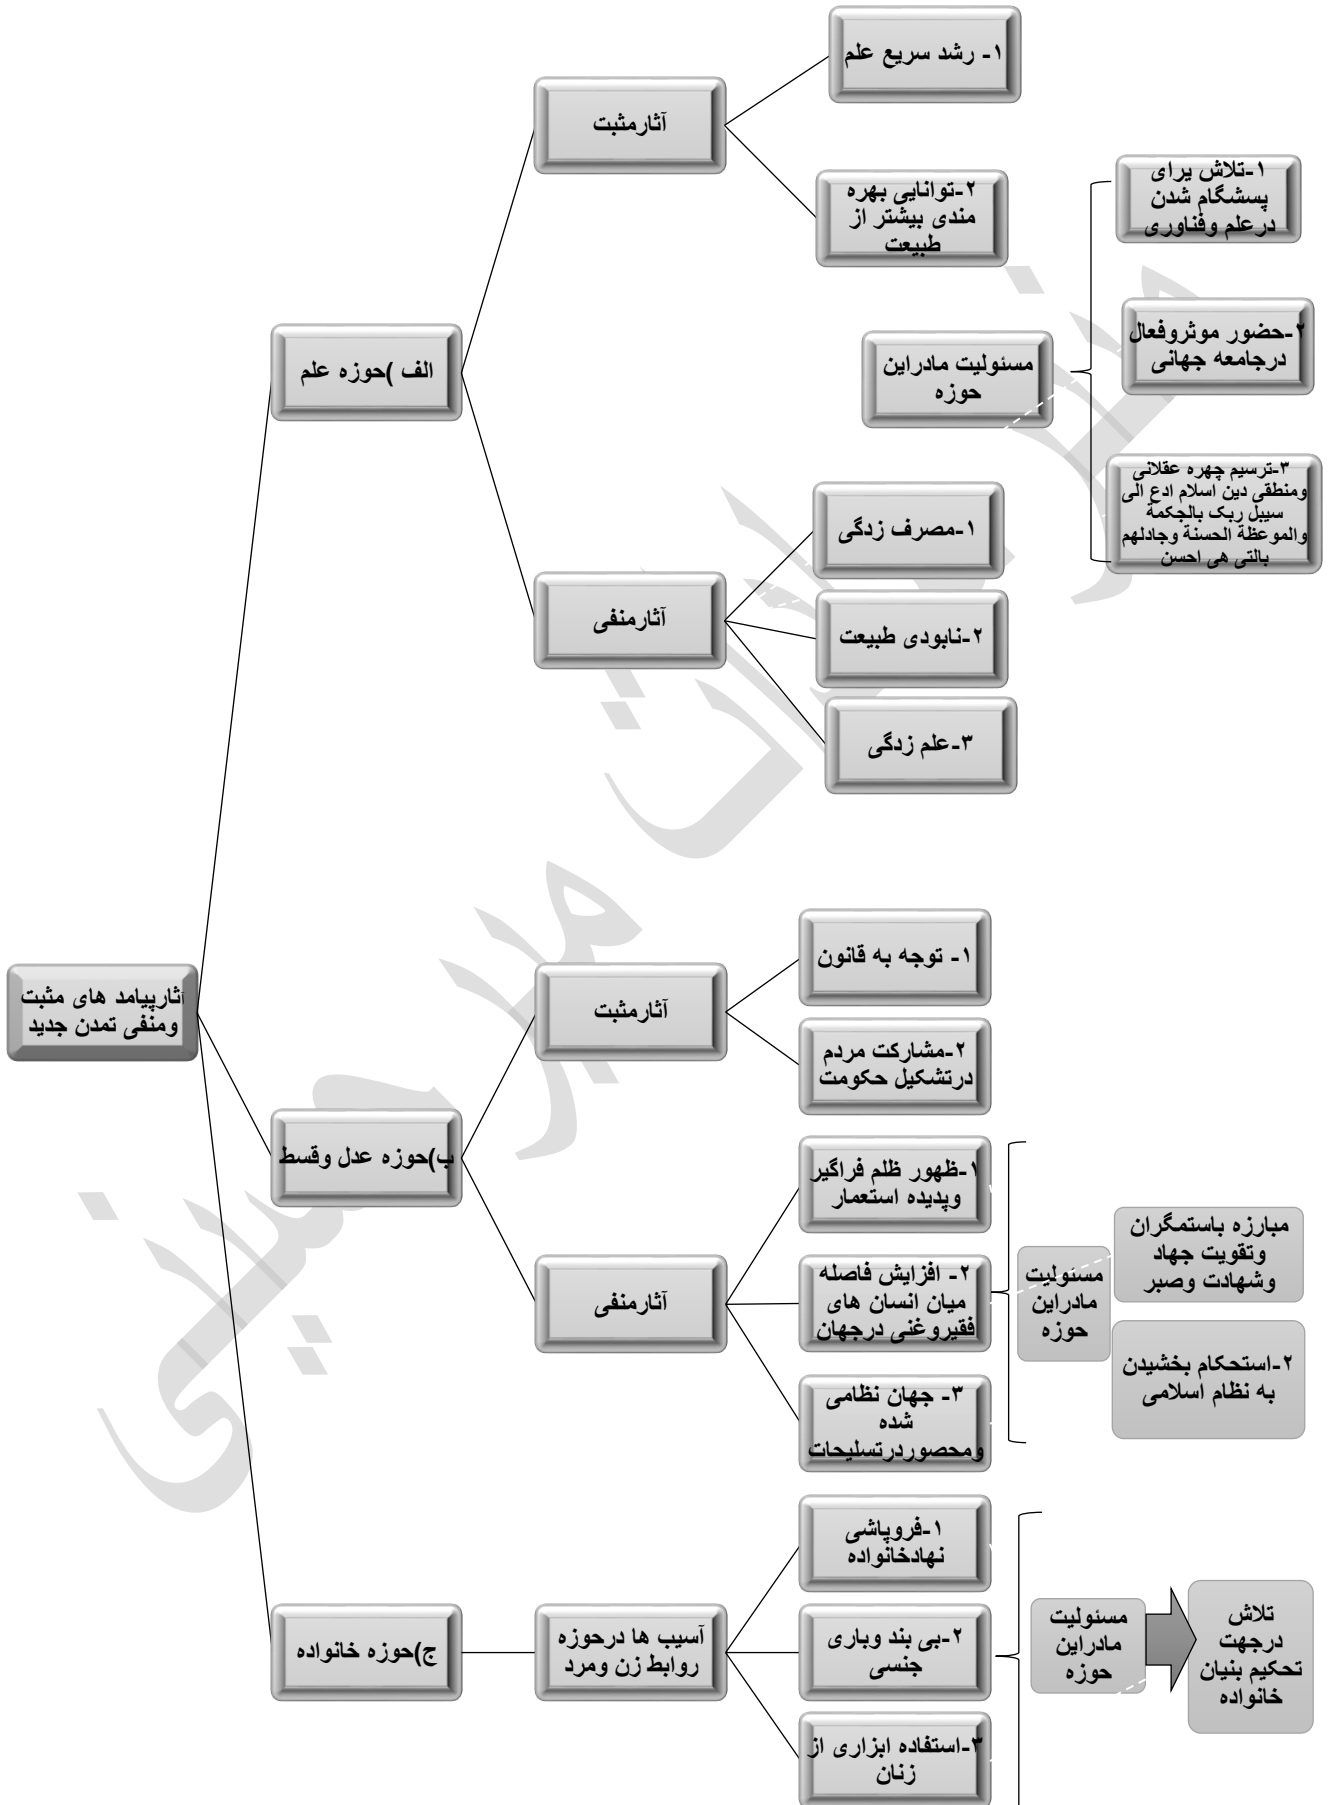 آثارپیامد های مثبت
ومنفی تمدن جدید
الف )حوزه علم
آثارمثبت
۱- رشد سریع علم
۲-توانایی بهره
مندی بیشتر از
طبیعت
آثارمنفی
۱-مصرف زدگی
۲-نابودی طبیعت
۳-علم زدگی
مسئولیت مادراین
حوزه
۱-تلاش یرای
پسشگام شدن
درعلم وفناوری
۲-حضور موثروفعال
درجامعه جهانی
۳-ترسیم چهره عقلانی
ومنطقی دین اسلام ادع الی
سبیل ربک بالجکمة
والموعظة الحسنة وجادلهم
بالتی هی احسن
ب)حوزه عدل وقسط
آثارمثبت
۱- توجه به قانون
۲-مشارکت مردم
درتشکیل حکومت
آثارمنفی
۱-ظهور ظلم فراگیر
وپدیده استعمار
۲- افزایش فاصله
میان انسان های
فقیروغنی درجهان
۳- جهان نظامی
شده
ومحصوردرتسلیحات
مسئولیت
مادراین
حوزه
مبارزه باستمگران
وتقویت جهاد
وشهادت وصبر
۲-استحکام بخشیدن
به نظام اسلامی
ج)حوزه خانواده
آسیب ها درحوزه
روابط زن ومرد
۱-فروپاشی
نهادخانواده
۲-بی بند وباری
جنسی
۳-استفاده ابزاری از
زنان
مسئولیت
مادراین
حوزه
تلاش
درجهت
تحکیم بنیان
خانواده